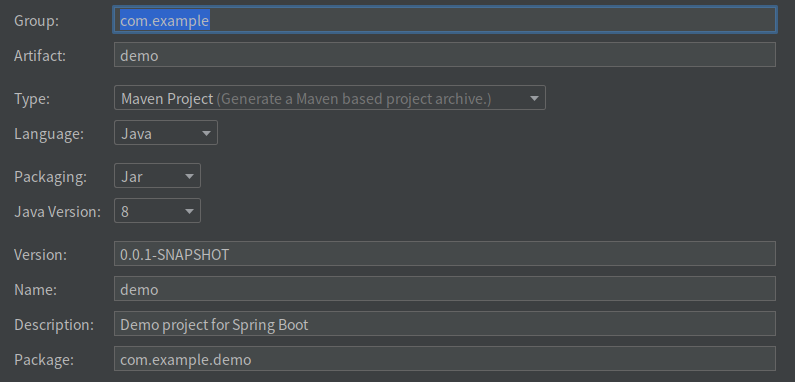 Group: com.example
Artifact: demo
Type: Maven Project (Generate a Maven based project archive.)
Language: Java
Packaging: Jar
Java Version: 8
Version: 0.0.1-SNAPSHOT
Name: demo
Description: Demo project for Spring Boot
Package: com.example.demo